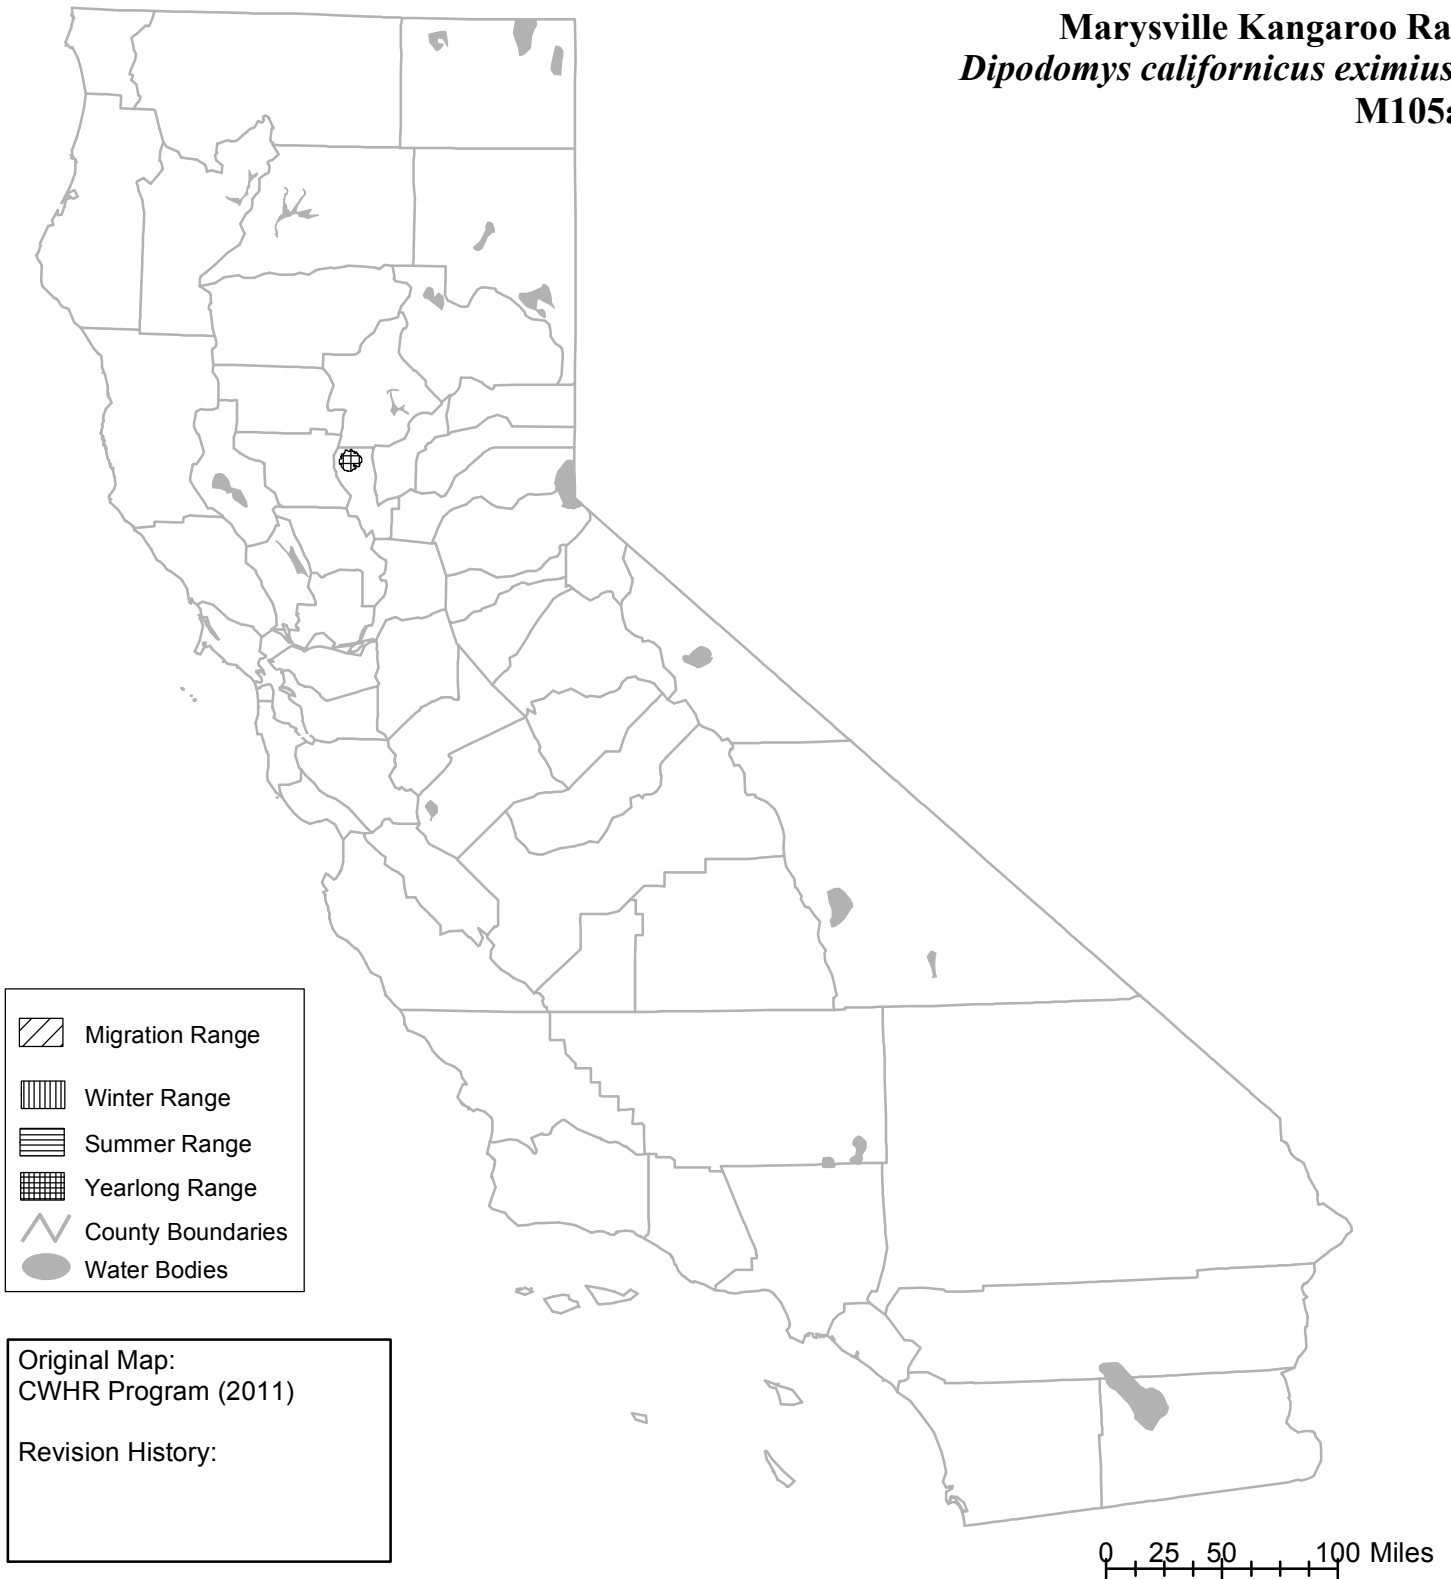 Marysville Kangaroo Ra
Dipodomys californicus eximius
M105a
Migration Range
Winter Range
Summer Range
Yearlong Range
County Boundaries
Water Bodies
Original Map:
CWHR Program (2011)
Revision History:
0 25 50 100 Miles